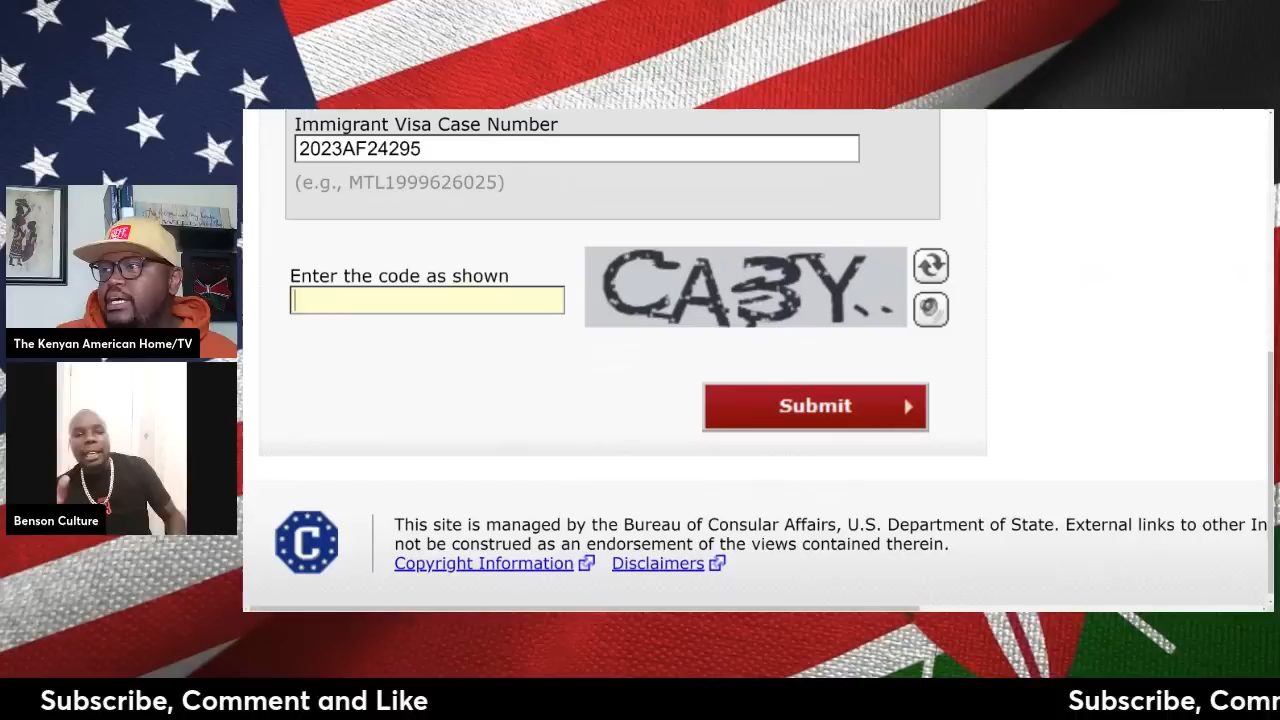 Immigrant Visa Case Number
2023AF24295
(e.g., MTL1999626025)
Enter the code as shown
CA3Y..
Submit
The Kenyan American Home/TV
Benson Culture
C
This site is managed by the Bureau of Consular Affairs, U.S. Department of State. External links to other In
not be construed as an endorsement of the views contained therein.
Copyright Information Disclaimers
Subscribe, Comment and Like
Subscribe, Comm